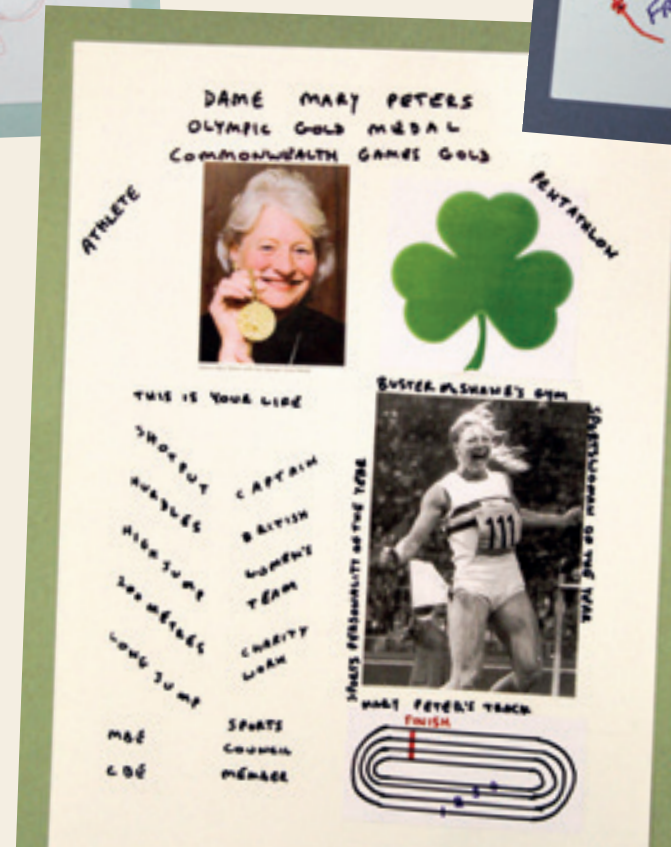 DAME MARY PETERS
OLYMPIC GOLD MEDAL
COMMONWEALTH GAMES GOLD
ATHLETE
PENTATHLON
THIS IS YOUR LIFE
SHOTPUT
HURDLES
HIGH JUMP
200 METRES
LONG JUMP
CAPTAIN
BRITISH
WOMEN'S
TEAM
CHARITY
WORK
MBE
CBE
SPORTS
COUNCIL
MEMBER
BUSTER McSHANE'S GYM
SPORTS PERSONALITY OF THE YEAR
111
SPORTSWOMAN OF THE YEAR
MARY PETER'S TRACK
FINISH